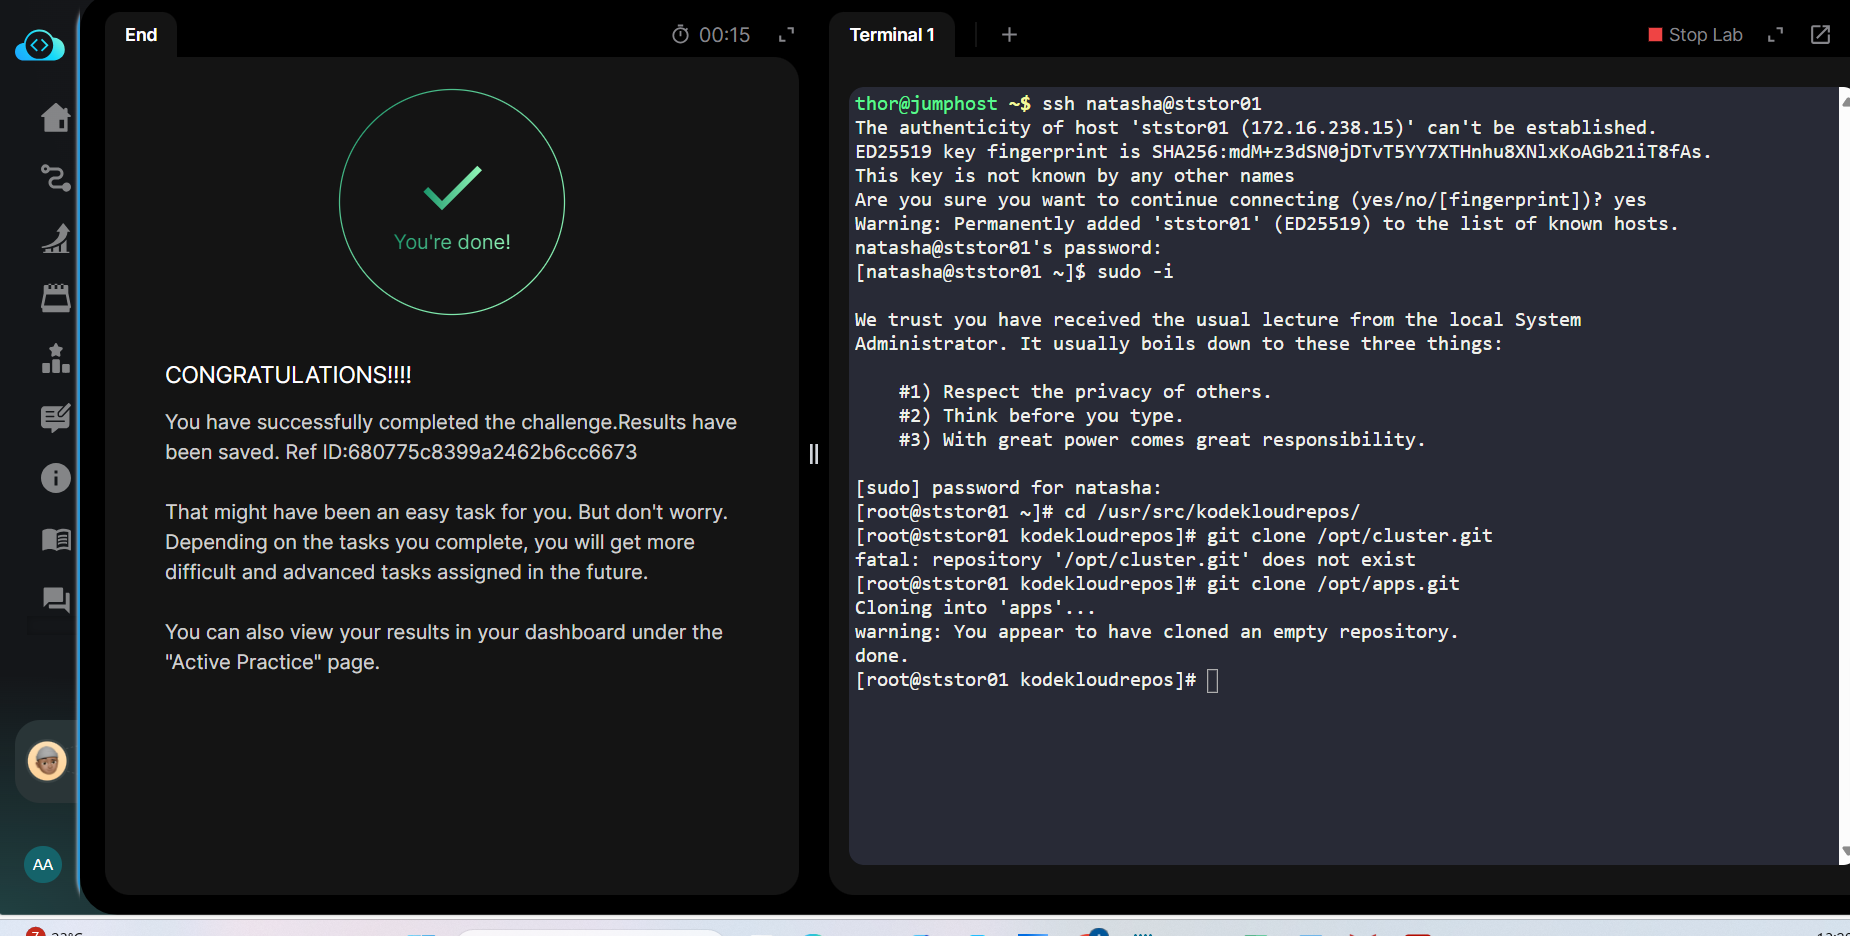 End
00:15
You're done!
CONGRATULATIONS!!!!
You have successfully completed the challenge.Results have
been saved. Ref ID:680775c8399a2462b6cc6673
That might have been an easy task for you. But don't worry.
Depending on the tasks you complete, you will get more
difficult and advanced tasks assigned in the future.
You can also view your results in your dashboard under the
"Active Practice" page.
AA
Terminal 1
+
Stop Lab
thor@jumphost ~$ ssh natasha@ststor01
The authenticity of host 'ststor01 (172.16.238.15)' can't be established.
ED25519 key fingerprint is SHA256:mdM+z3dSN0jDTvT5YY7XTHnhu8XNlxKoAGb21iT8fAs.
This key is not known by any other names
Are you sure you want to continue connecting (yes/no/[fingerprint])? yes
Warning: Permanently added 'ststor01' (ED25519) to the list of known hosts.
natasha@ststor01's password:
[natasha@ststor01 ~]$ sudo -i
We trust you have received the usual lecture from the local System
Administrator. It usually boils down to these three things:
#1) Respect the privacy of others.
#2) Think before you type.
#3) With great power comes great responsibility.
[sudo] password for natasha:
[root@ststor01 ~]# cd /usr/src/kodekloudrepos/
[root@ststor01 kodekloudrepos]# git clone /opt/cluster.git
fatal: repository '/opt/cluster.git' does not exist
[root@ststor01 kodekloudrepos]# git clone /opt/apps.git
Cloning into 'apps'...
warning: You appear to have cloned an empty repository.
done.
[root@ststor01 kodekloudrepos]#